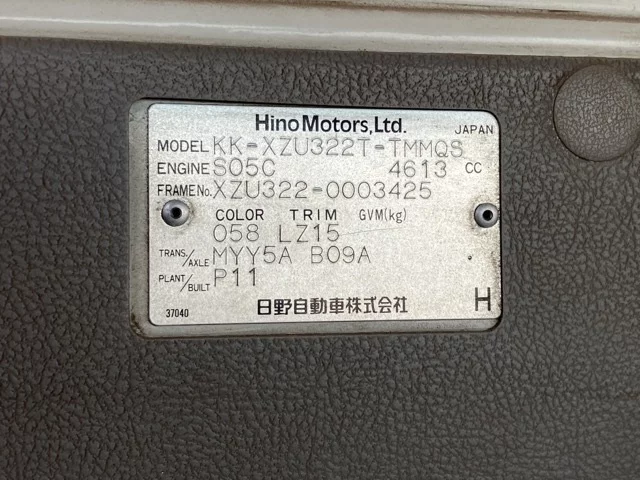 Hino Motors, Ltd. JAPAN
MODEL KK-XZU322T-TMMQS
ENGINE S05C 4613 CC
FRAME No. XZU322-0003425
COLOR TRIM GVM(kg)
058 LZ15
TRANS./AXLE MYY5A B09A
PLANT/BUILT P11
37040 日野自動車株式会社 H